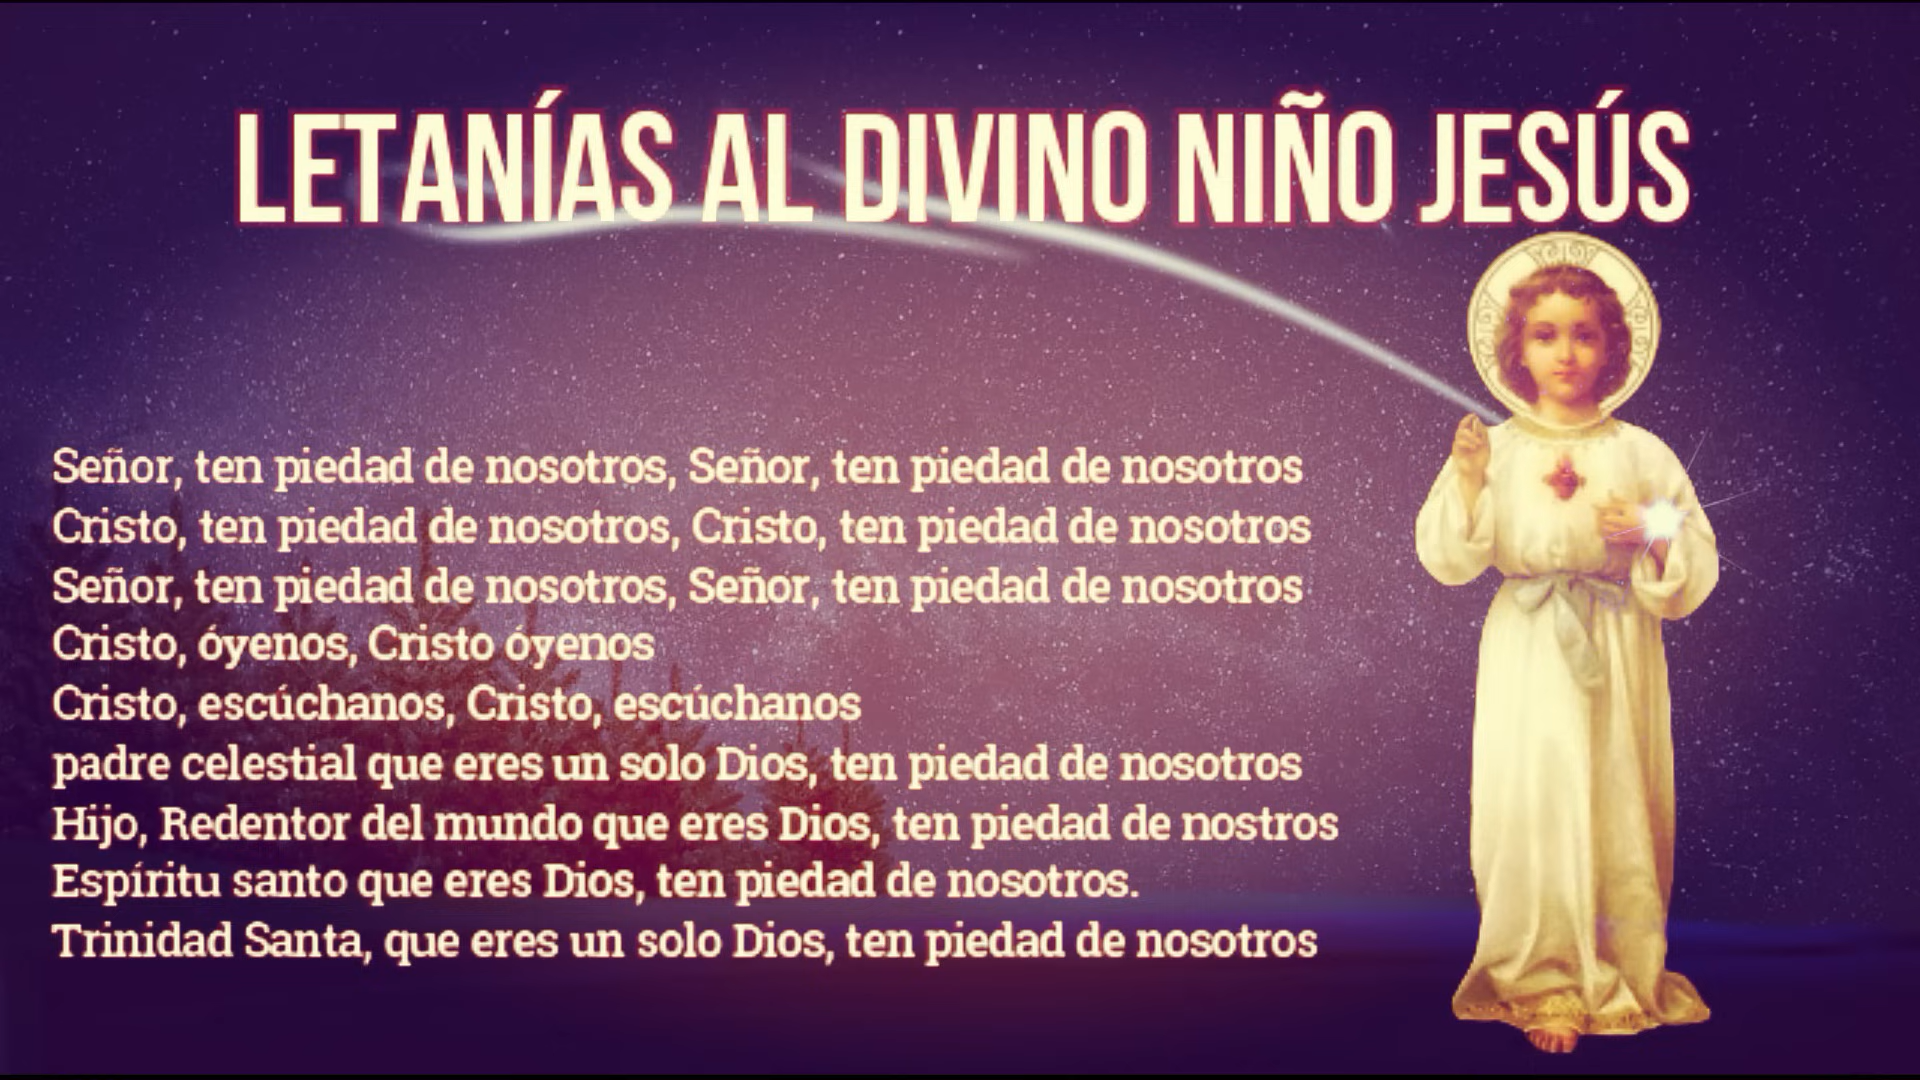 LETANÍAS AL DIVINO NIÑO JESÚS
Señor, ten piedad de nosotros, Señor, ten piedad de nosotros
Cristo, ten piedad de nosotros, Cristo, ten piedad de nosotros
Señor, ten piedad de nosotros, Señor, ten piedad de nosotros
Cristo, óyenos, Cristo óyenos
Cristo, escúchanos, Cristo, escúchanos
padre celestial que eres un solo Dios, ten piedad de nosotros
Hijo, Redentor del mundo que eres Dios, ten piedad de nostros
Espíritu santo que eres Dios, ten piedad de nosotros.
Trinidad Santa, que eres un solo Dios, ten piedad de nosotros